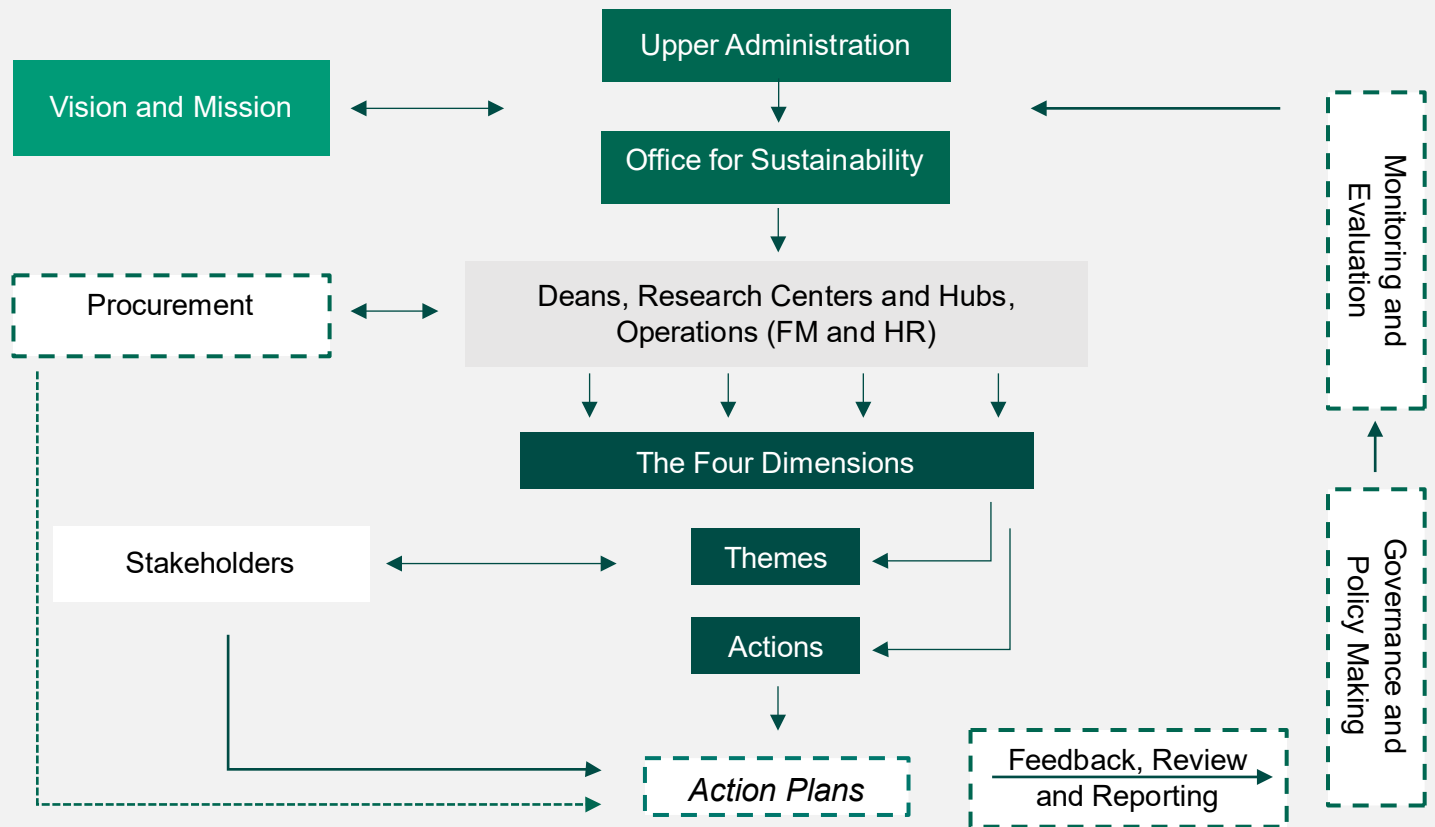 Upper Administration
Vision and Mission
Office for Sustainability
Monitoring and
Evaluation
Procurement
Deans, Research Centers and Hubs,
Operations (FM and HR)
The Four Dimensions
Stakeholders
Themes
Actions
Governance and
Policy Making
Action Plans
Feedback, Review
and Reporting